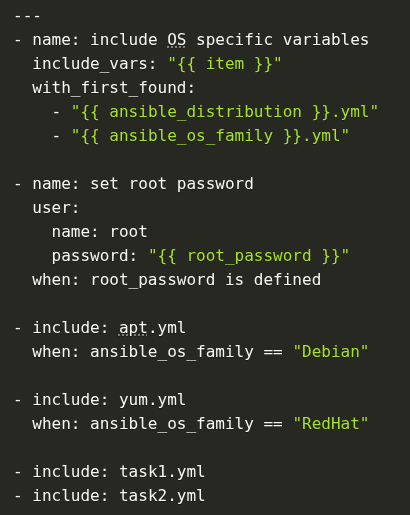 ---
- name: include OS specific variables
  include_vars: "{{ item }}"
  with_first_found:
    - "{{ ansible_distribution }}.yml"
    - "{{ ansible_os_family }}.yml"

- name: set root password
  user:
    name: root
    password: "{{ root_password }}"
  when: root_password is defined

- include: apt.yml
  when: ansible_os_family == "Debian"

- include: yum.yml
  when: ansible_os_family == "RedHat"

- include: task1.yml
- include: task2.yml